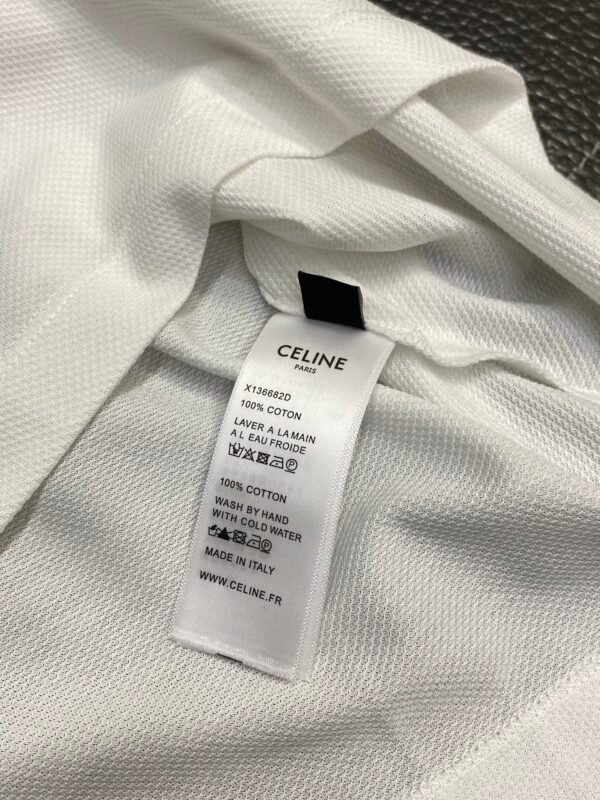 CELINE
PARIS
X136682D
100% COTON
LAVER A LA MAIN
A L EAU FROIDE
100% COTTON
WASH BY HAND
WITH COLD WATER
MADE IN ITALY
WWW.CELINE.FR